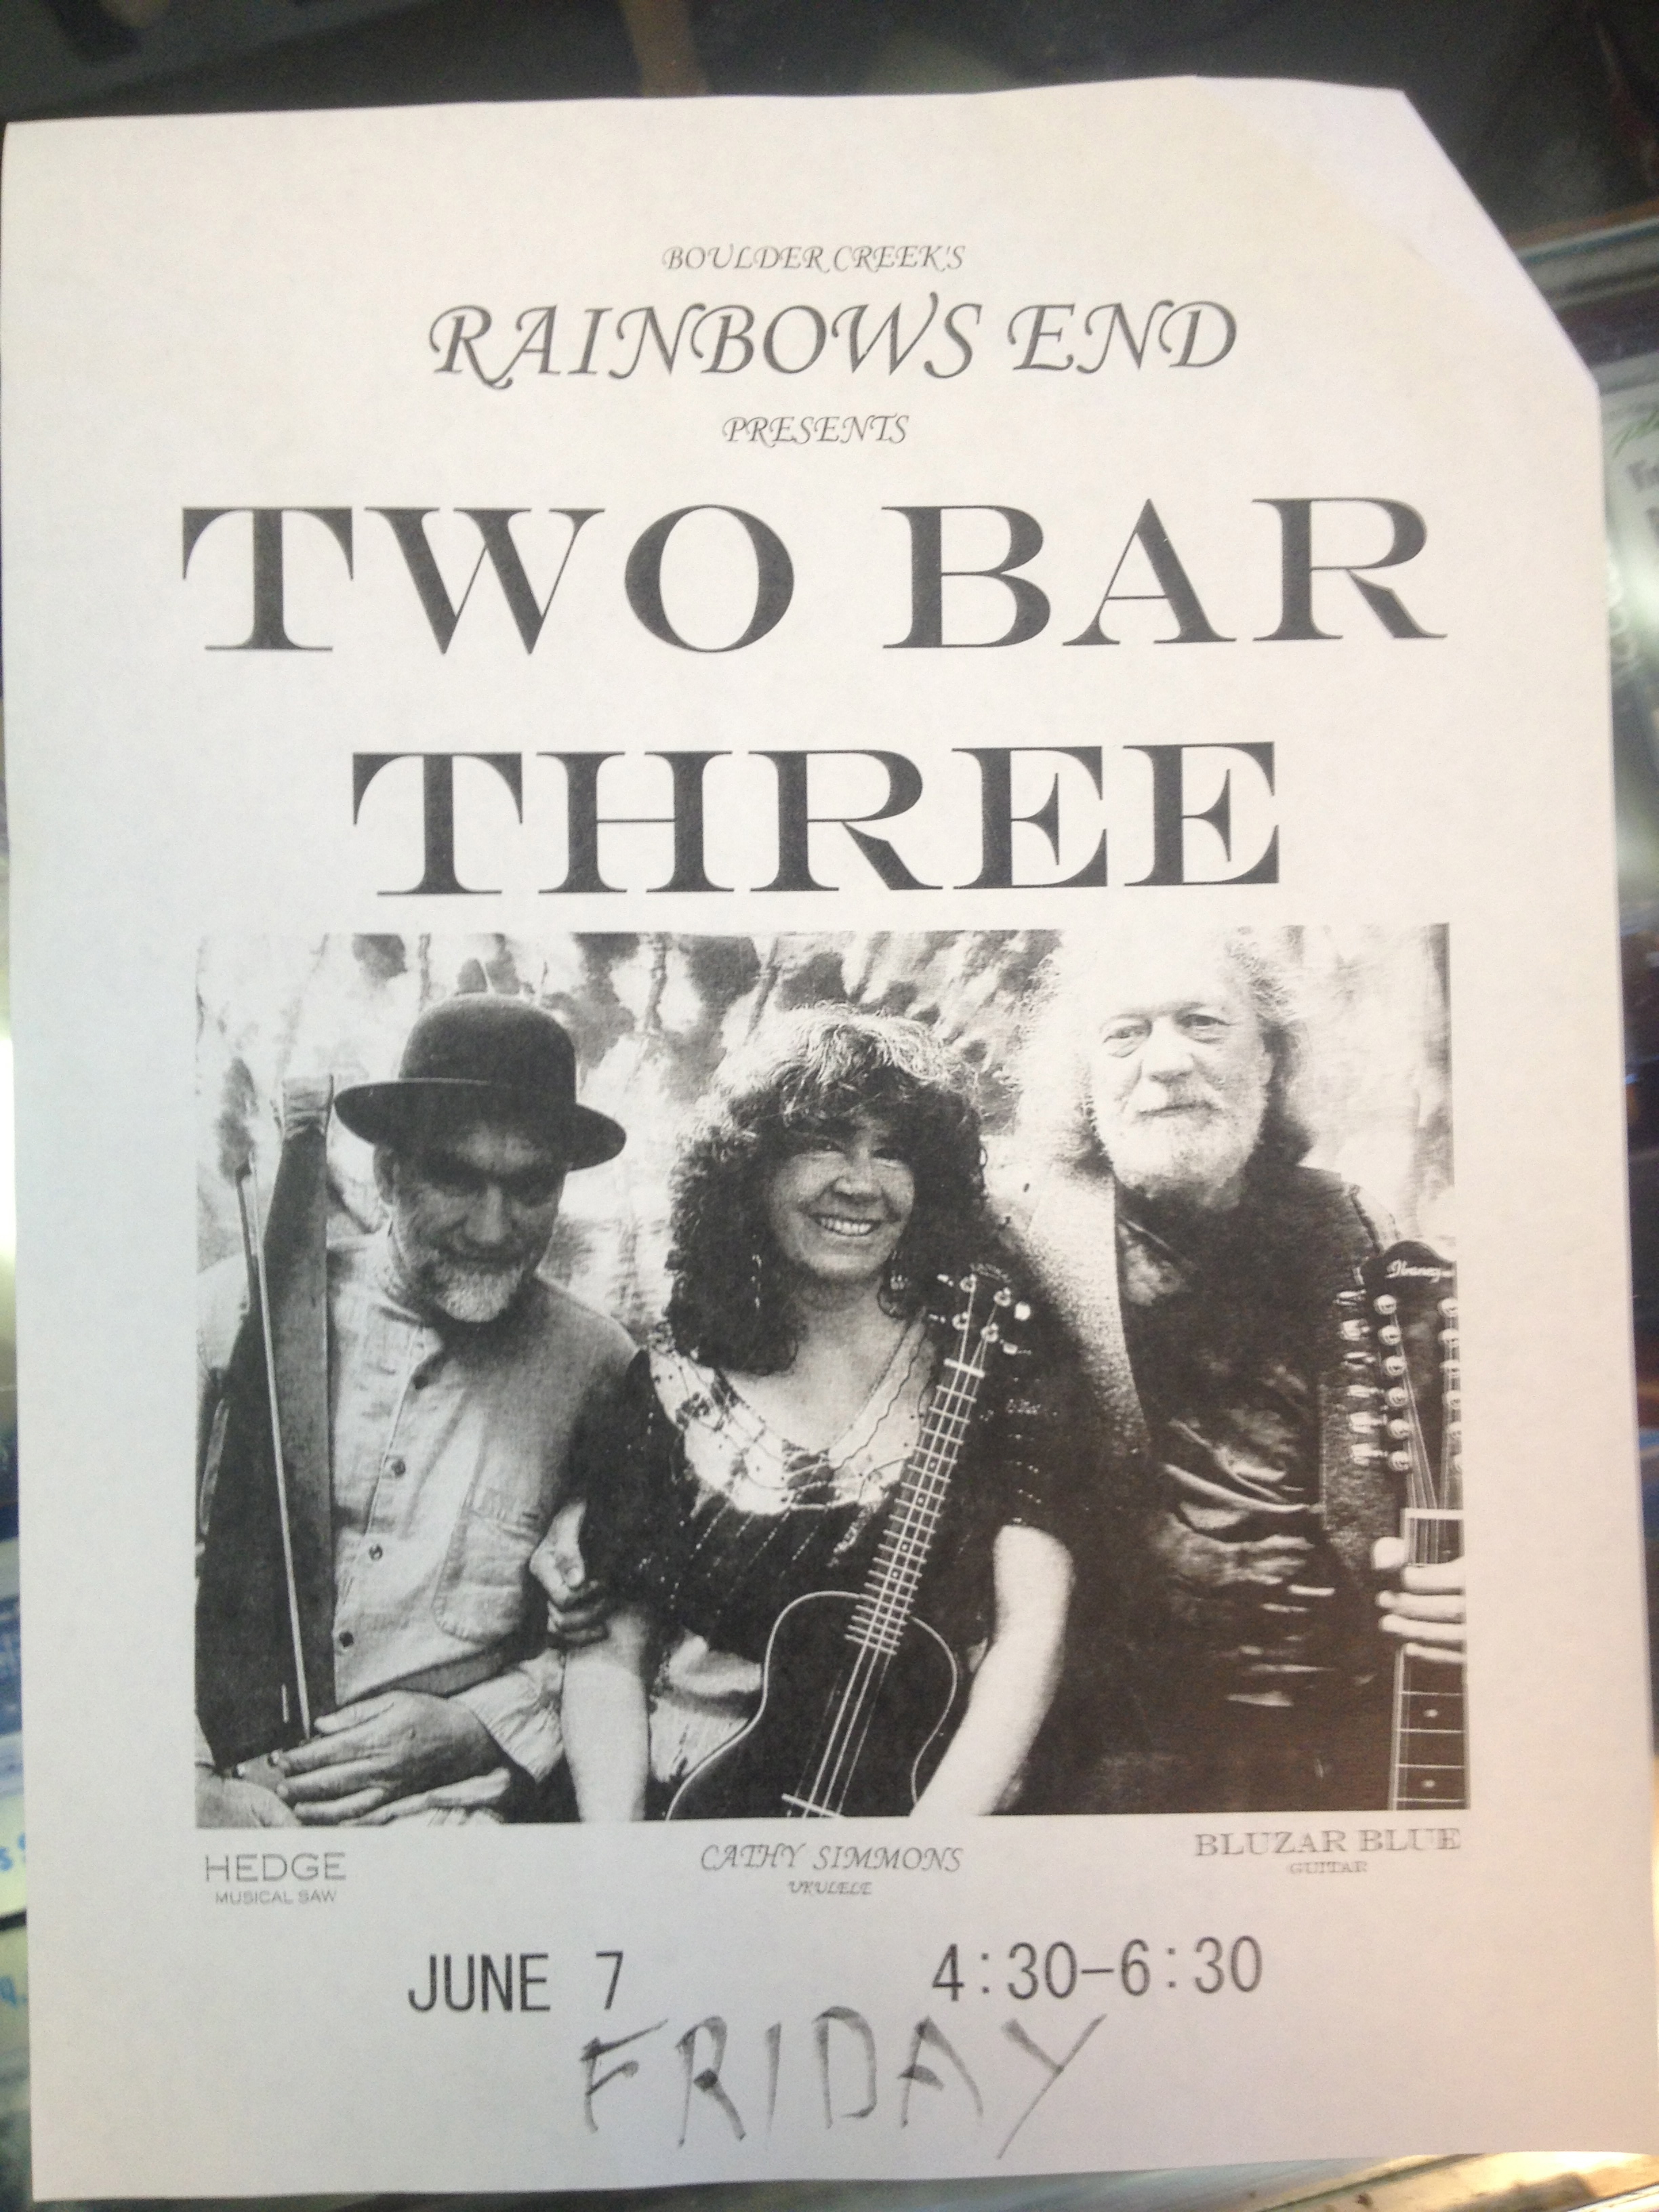 BOULDER CREEK'S
RAINBOWS END
PRESENTS
TWO BAR
THREE
Ibanez
HEDGE
MUSICAL SAW
CATHY SIMMONS
UKULELE
BLUZAR BLUE
GUITAR
JUNE 7 4:30-6:30
FRIDAY